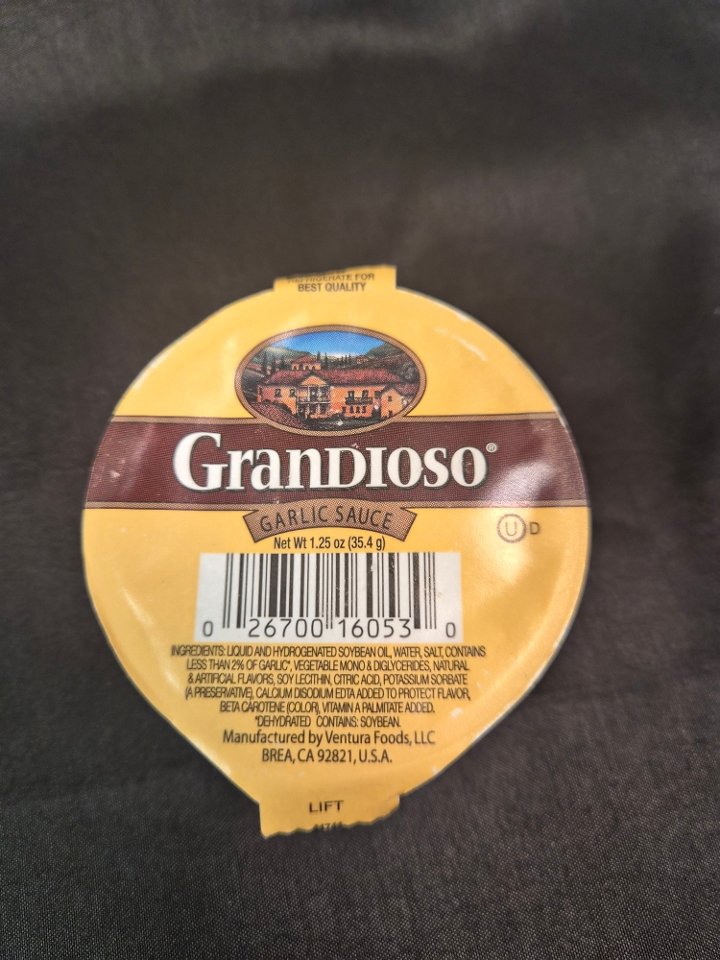 REFRIGERATE FOR
BEST QUALITY
GRANDIOSO®
GARLIC SAUCE
Net Wt 1.25 oz (35.4 g)
U D
0 26700 16053 0
INGREDIENTS: LIQUID AND HYDROGENATED SOYBEAN OIL, WATER, SALT, CONTAINS
LESS THAN 2% OF GARLIC*, VEGETABLE MONO & DIGLYCERIDES, NATURAL
& ARTIFICIAL FLAVORS, SOY LECITHIN, CITRIC ACID, POTASSIUM SORBATE
(A PRESERVATIVE), CALCIUM DISODIUM EDTA ADDED TO PROTECT FLAVOR,
BETA CAROTENE (COLOR), VITAMIN A PALMITATE ADDED.
*DEHYDRATED CONTAINS: SOYBEAN.
Manufactured by Ventura Foods, LLC
BREA, CA 92821, U.S.A.
LIFT